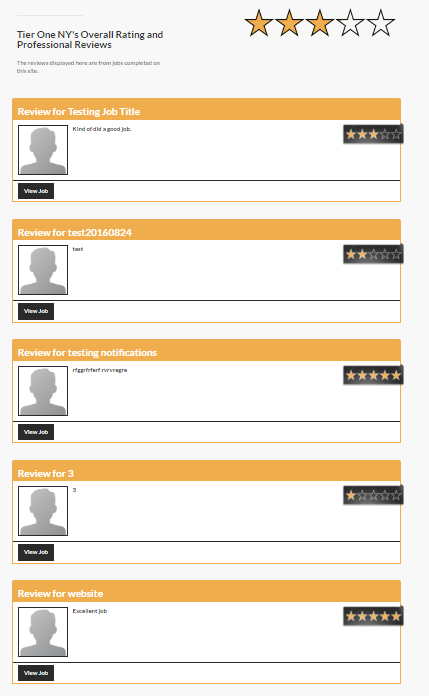 Tier One NY's Overall Rating and
Professional Reviews
The reviews displayed here are from jobs completed on
this site.
Review for Testing Job Title
Kind of did a good job.
View Job
Review for test20160824
text
View Job
Review for testing notifications
rfggrfrferf rvrvregre
View Job
Review for 3
3
View Job
Review for website
Excellent job
View Job